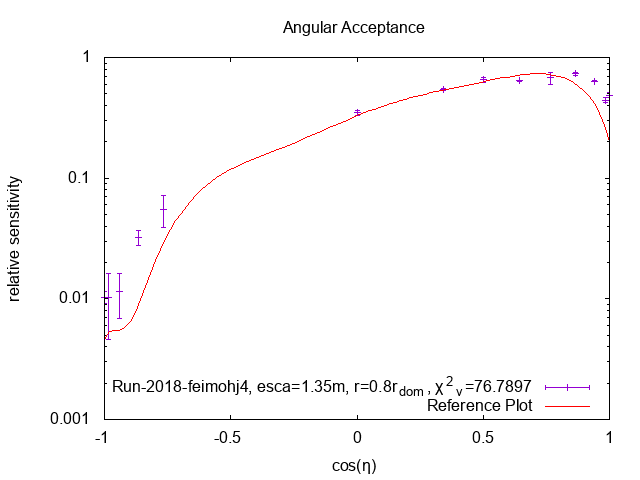 Angular Acceptance
relative sensitivity
1
0.1
0.01
0.001
Run-2018-feimohj4, esca=1.35m, r=0.8r_dom, χ²_ν=76.7897
Reference Plot
-1 -0.5 0 0.5 1
cos(η)